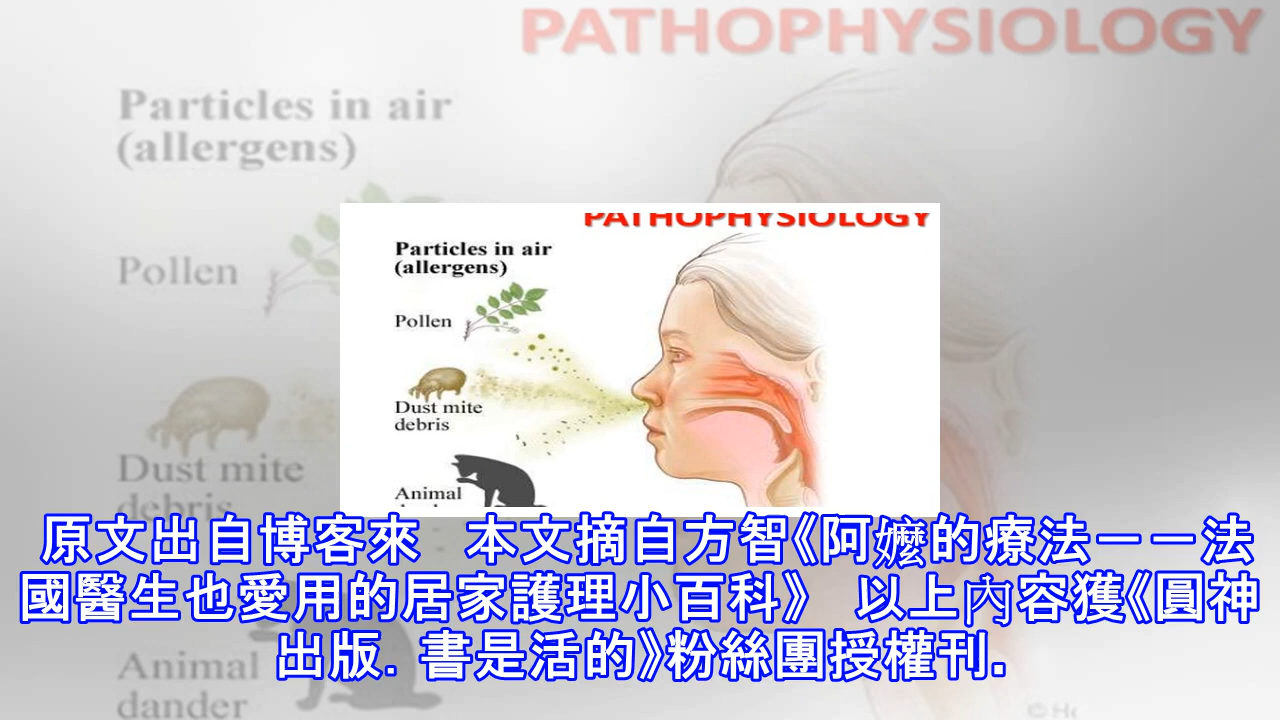 PATHOPHYSIOLOGY
Particles in air
(allergens)
Pollen
Dust mite
debris
Animal
dander
PATHOPHYSIOLOGY
Particles in air
(allergens)
Pollen
Dust mite
debris
Animal
原文出自博客來 本文摘自方智《阿嬤的療法——法
國醫生也愛用的居家護理小百科》 以上內容獲《圓神
出版．書是活的》粉絲團授權刊.